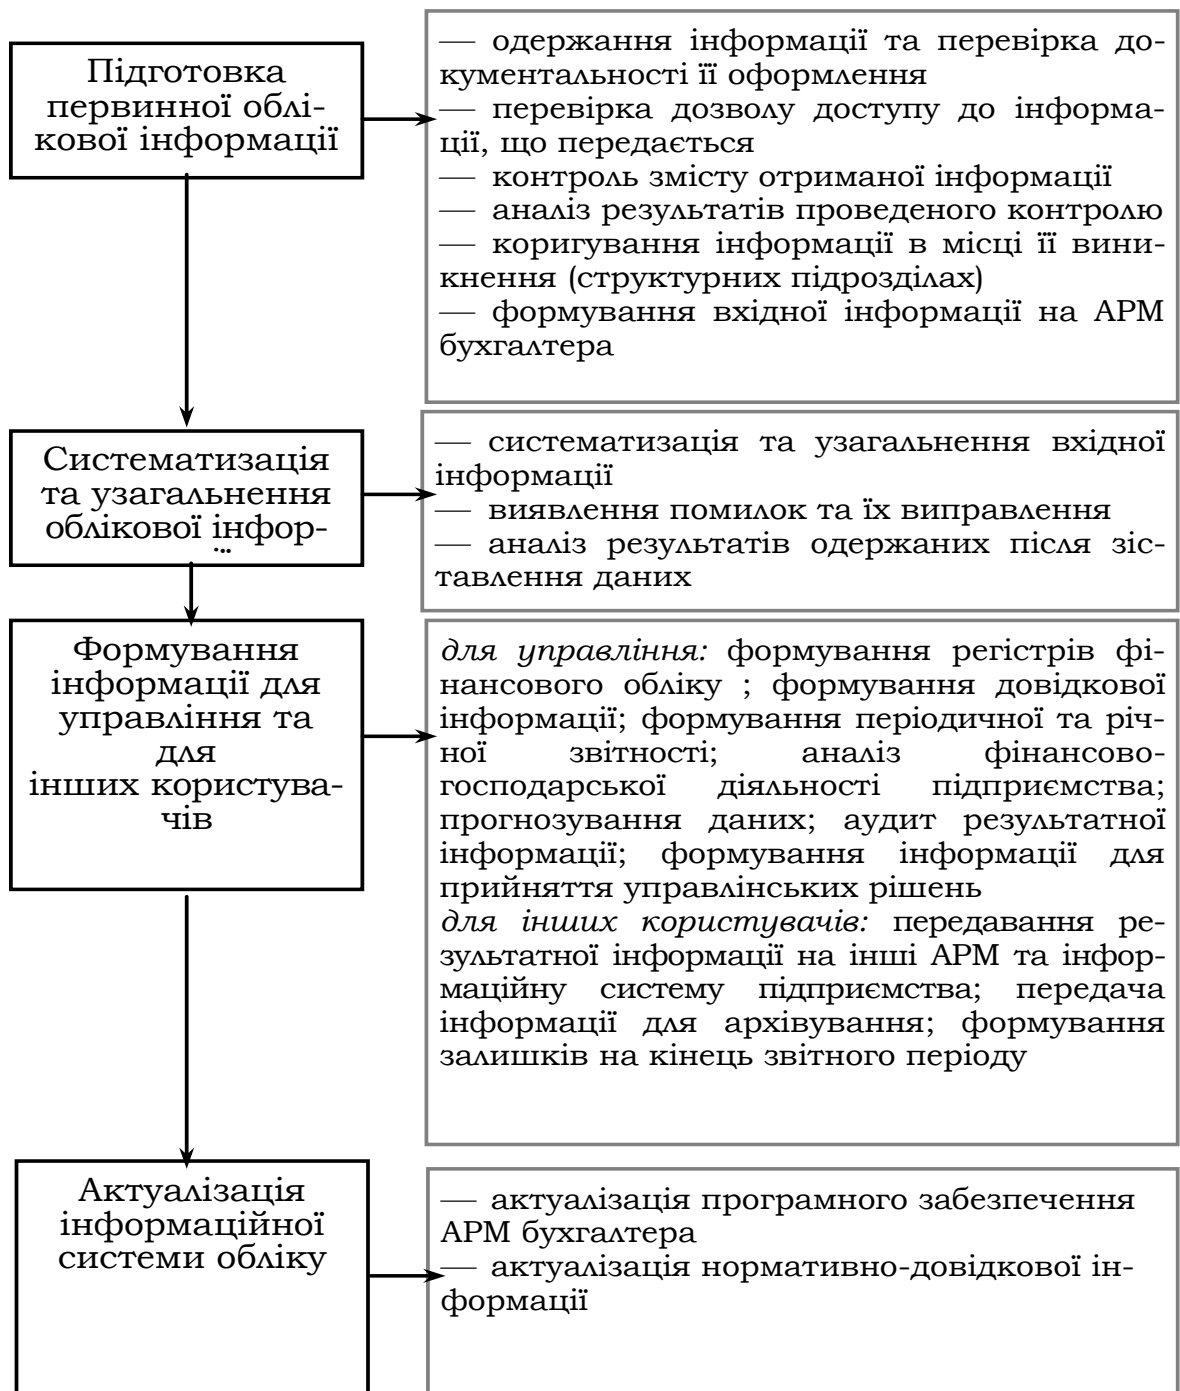 Підготовка
первинної облі-
кової інформації
— одержання інформації та перевірка до-
кументальності її оформлення
— перевірка дозволу доступу до інформа-
ції, що передається
— контроль змісту отриманої інформації
— аналіз результатів проведеного контролю
— коригування інформації в місці її вини-
кнення (структурних підрозділах)
— формування вхідної інформації на АРМ
бухгалтера
Систематизація
та узагальнення
облікової інфор-
— систематизація та узагальнення вхідної
інформації
— виявлення помилок та їх виправлення
— аналіз результатів одержаних після зіс-
тавлення даних
Формування
інформації для
управління та
для
інших користува-
чів
для управління: формування регістрів фі-
нансового обліку ; формування довідкової
інформації; формування періодичної та річ-
ної звітності; аналіз фінансово-
господарської діяльності підприємства;
прогнозування даних; аудит результатної
інформації; формування інформації для
прийняття управлінських рішень
для інших користувачів: передавання ре-
зультатної інформації на інші АРМ та інфор-
маційну систему підприємства; передача
інформації для архівування; формування
залишків на кінець звітного періоду
Актуалізація
інформаційної
системи обліку
— актуалізація програмного забезпечення
АРМ бухгалтера
— актуалізація нормативно-довідкової ін-
формації